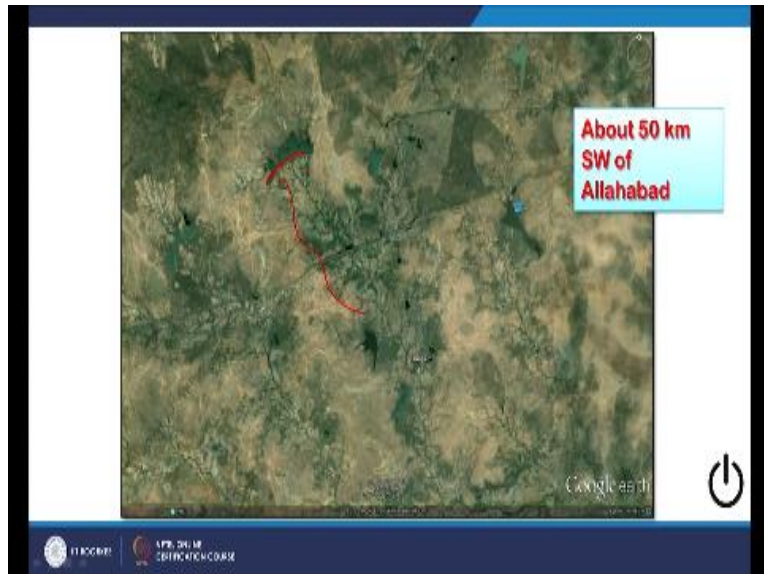 About 50 km
SW of
Allahabad
Google earth
IIT ROORKEE
NPTEL ONLINE
CERTIFICATION COURSE